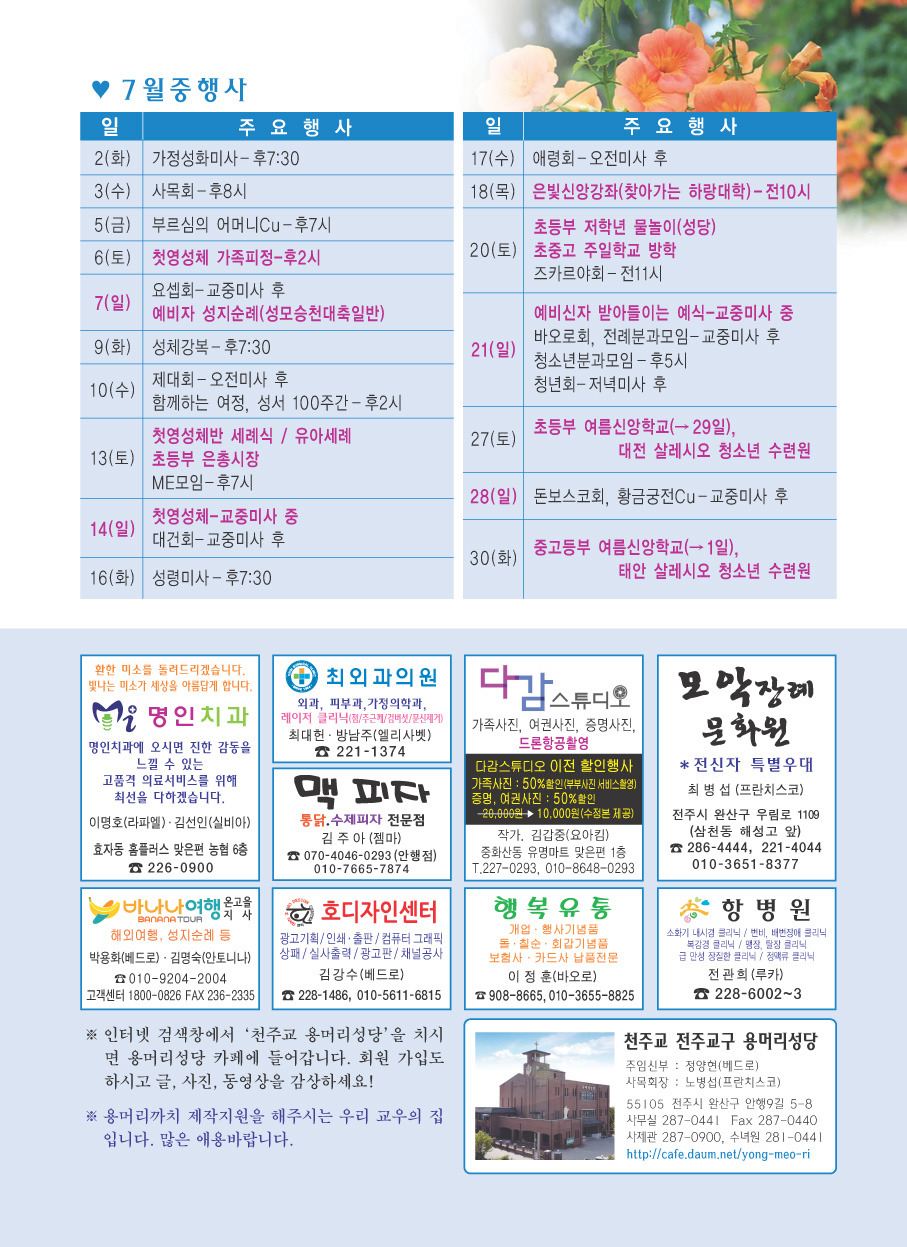 ♥ 7월중행사
일 주 요 행 사
2(화) 가정성화미사-후7:30
3(수) 사목회-후8시
5(금) 부르심의 어머니Cu-후7시
6(토) 첫영성체 가족피정-후2시
7(일) 요셉회-교중미사 후
예비자 성지순례(성모승천대축일반)
9(화) 성체강복-후7:30
10(수) 제대회-오전미사 후
함께하는 여정, 성서 100주간-후2시
13(토) 첫영성체반 세례식 / 유아세례
초등부 은총시장
ME모임-후7시
14(일) 첫영성체-교중미사 중
대건회-교중미사 후
16(화) 성령미사-후7:30
일 주 요 행 사
17(수) 애령회-오전미사 후
18(목) 은빛신앙강좌(찾아가는 하랑대학)-전10시
20(토) 초등부 저학년 물놀이(성당)
초중고 주일학교 방학
즈카르야회-전11시
21(일) 예비신자 받아들이는 예식-교중미사 중
바오로회, 전례분과모임-교중미사 후
청소년분과모임-후5시
청년회-저녁미사 후
27(토) 초등부 여름신앙학교(→29일),
대전 살레시오 청소년 수련원
28(일) 돈보스코회, 황금궁전Cu-교중미사 후
30(화) 중고등부 여름신앙학교(→1일),
태안 살레시오 청소년 수련원
환한 미소를 돌려드리겠습니다.
빛나는 미소가 세상을 아름답게 합니다.
Mi 명인치과
명인치과에 오시면 진한 감동을
느낄 수 있는
고품격 의료서비스를 위해
최선을 다하겠습니다.
이명호(라파엘)·김선인(실비아)
효자동 홈플러스 맞은편 농협 6층
☎ 226-0900
최외과의원
외과, 피부과,가정의학과,
레이저 클리닉(점/주근깨/검버섯/문신제거)
최대헌·방남주(엘리사벳)
☎ 221-1374
맥 피자
통닭.수제피자 전문점
김 주 아 (젬마)
☎ 070-4046-0293 (안행점)
010-7665-7874
다감스튜디오
가족사진, 여권사진, 증명사진,
드론항공촬영
다감스튜디오 이전 할인행사
가족사진 : 50%할인(부부사진 서비스촬영)
증명, 여권사진 : 50%할인
20,000원→10,000원(수정본 제공)
작가. 김갑중(요아킴)
중화산동 유명마트 맞은편 1층
T.227-0293, 010-8648-0293
모악장례
문화원
*전신자 특별우대
최 병 섭 (프란치스코)
전주시 완산구 우림로 1109
(삼천동 해성고 앞)
☎ 286-4444, 221-4044
010-3651-8377
바나나여행 온고을
BANANA TOUR 지 사
해외여행, 성지순례 등
박용화(베드로)·김명숙(안토니나)
☎010-9204-2004
고객센터 1800-0826 FAX 236-2335
호디자인센터
광고기획/인쇄·출판/컴퓨터 그래픽
상패/실사출력/광고판/채널공사
김강수(베드로)
☎ 228-1486, 010-5611-6815
행복유통
개업·행사기념품
돌·칠순·회갑기념품
보험사·카드사 납품전문
이 정 훈(바오로)
☎908-8665, 010-3655-8825
항병원
소화기 내시경 클리닉 / 변비, 배변장애 클리닉
복강경 클리닉 / 맹장, 탈장 클리닉
급 만성 장질환 클리닉 / 정맥류 클리닉
전관희(루카)
☎ 228-6002~3
※ 인터넷 검색창에서 ‘천주교 용머리성당’을 치시
면 용머리성당 카페에 들어갑니다. 회원 가입도
하시고 글, 사진, 동영상을 감상하세요!
※ 용머리까치 제작지원을 해주시는 우리 교우의 집
입니다. 많은 애용바랍니다.
천주교 전주교구 용머리성당
주임신부 : 정양현(베드로)
사목회장 : 노병섭(프란치스코)
55105 전주시 완산구 안행9길 5-8
사무실 287-0441 Fax 287-0440
사제관 287-0900, 수녀원 281-0441
http://cafe.daum.net/yong-meo-ri